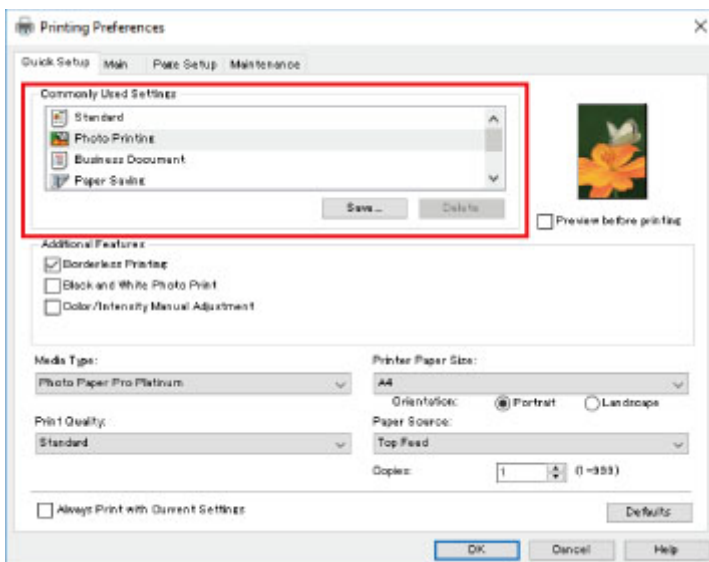 Printing Preferences
Quick Setup Main Page Setup Maintenance
Commonly Used Settings
Standard
Photo Printing
Business Document
Paper Saving
Save... Delete
Preview before printing
Additional Features
Borderless Printing
Black and White Photo Print
Color/Intensity Manual Adjustment
Media Type:
Photo Paper Pro Platinum
Printer Paper Size:
A4
Orientation: Portrait Landscape
Print Quality:
Standard
Paper Source:
Top Feed
Copies: 1 (1-999)
Always Print with Current Settings
Defaults
OK Cancel Help